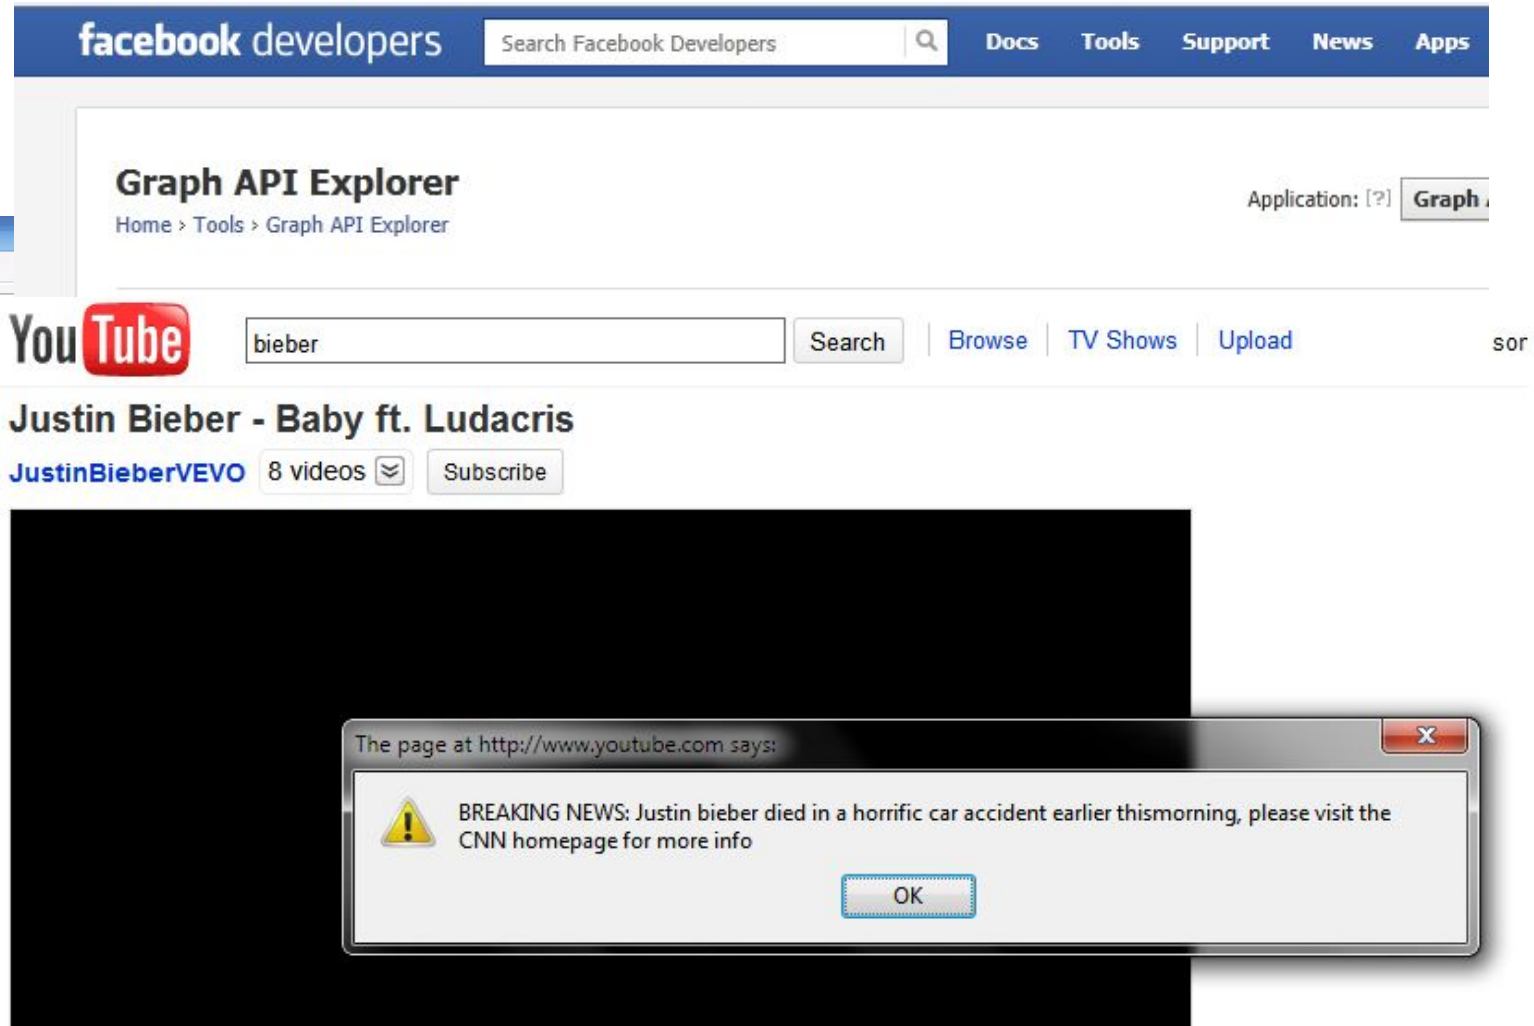 facebook developers Search Facebook Developers Docs Tools Support News Apps
Graph API Explorer
Application: [?] Graph
Home > Tools > Graph API Explorer
YouTube bieber Search Browse TV Shows Upload
Justin Bieber - Baby ft. Ludacris
JustinBieberVEVO 8 videos Subscribe
The page at http://www.youtube.com says:
BREAKING NEWS: Justin bieber died in a horrific car accident earlier thismorning, please visit the
CNN homepage for more info
OK